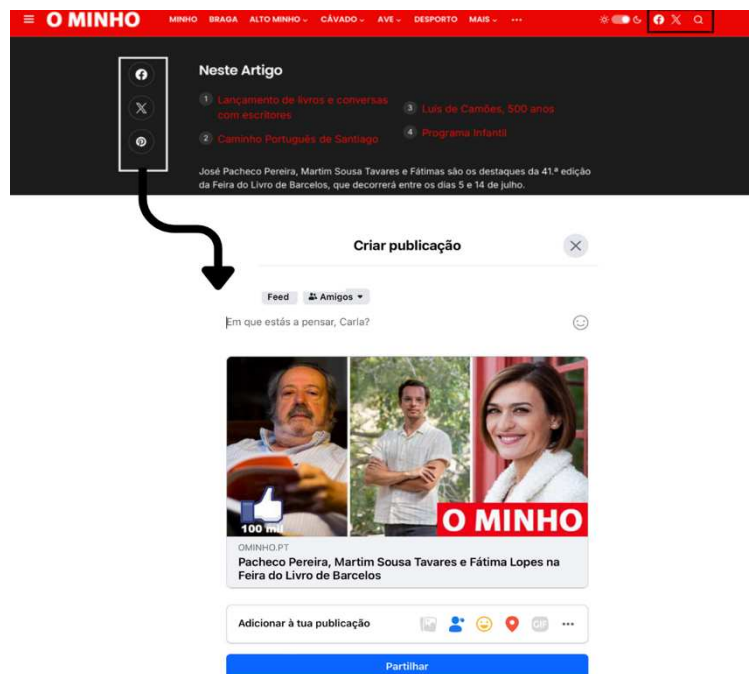 O MINHO MINHO BRAGA ALTO MINHO CÁVADO AVE DESPORTO MAIS ...
Neste Artigo
1 Lançamento de livros e conversas com escritores
2 Caminho Português de Santiago
3 Luís de Camões, 500 anos
4 Programa Infantil
José Pacheco Pereira, Martim Sousa Tavares e Fátimas são os destaques da 41.ª edição
da Feira do Livro de Barcelos, que decorrerá entre os dias 5 e 14 de julho.
Criar publicação
Feed Amigos
Em que estás a pensar, Carla?
100 mil
O MINHO
OMINHO.PT
Pacheco Pereira, Martim Sousa Tavares e Fátima Lopes na
Feira do Livro de Barcelos
Adicionar à tua publicação GIF ...
Partilhar